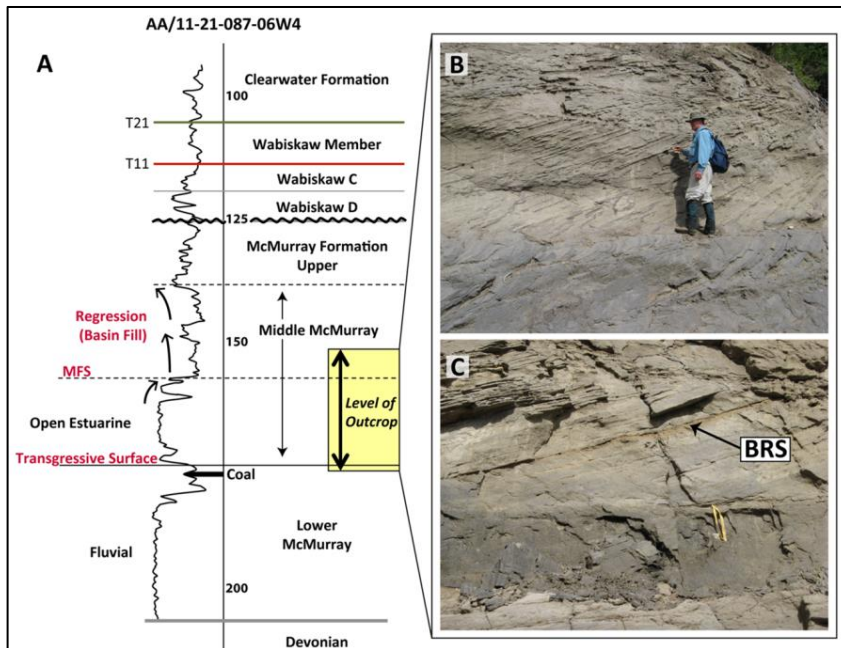 AA/11-21-087-06W4
A
Clearwater Formation
100
T21
Wabiskaw Member
T11
Wabiskaw C
Wabiskaw D
125
McMurray Formation
Upper
Regression
(Basin Fill)
Middle McMurray
150
MFS
Level of
Outcrop
Open Estuarine
Transgressive Surface
Coal
Fluvial
Lower
McMurray
200
Devonian
B
C
BRS